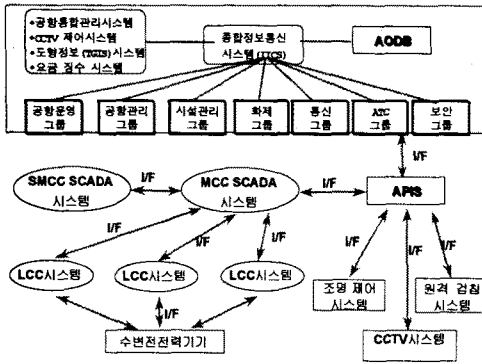 •공항통합관리시스템
•CCTV 제어시스템
•도형정보(TGIS)시스템
•요금 징수 시스템
종합정보통신
시스템(ITCS)
AODB
공항운영
그룹
공항관리
그룹
시설관리
그룹
화제
그룹
통신
그룹
ATC
그룹
보안
그룹
I/F
SMCC SCADA
시스템
I/F
MCC SCADA
시스템
I/F
APIS
I/F
I/F
I/F
I/F
I/F
I/F
LCC시스템
LCC시스템
LCC시스템
I/F
조명 제어
시스템
원격 검침
시스템
수변전전력기기
CCTV시스템